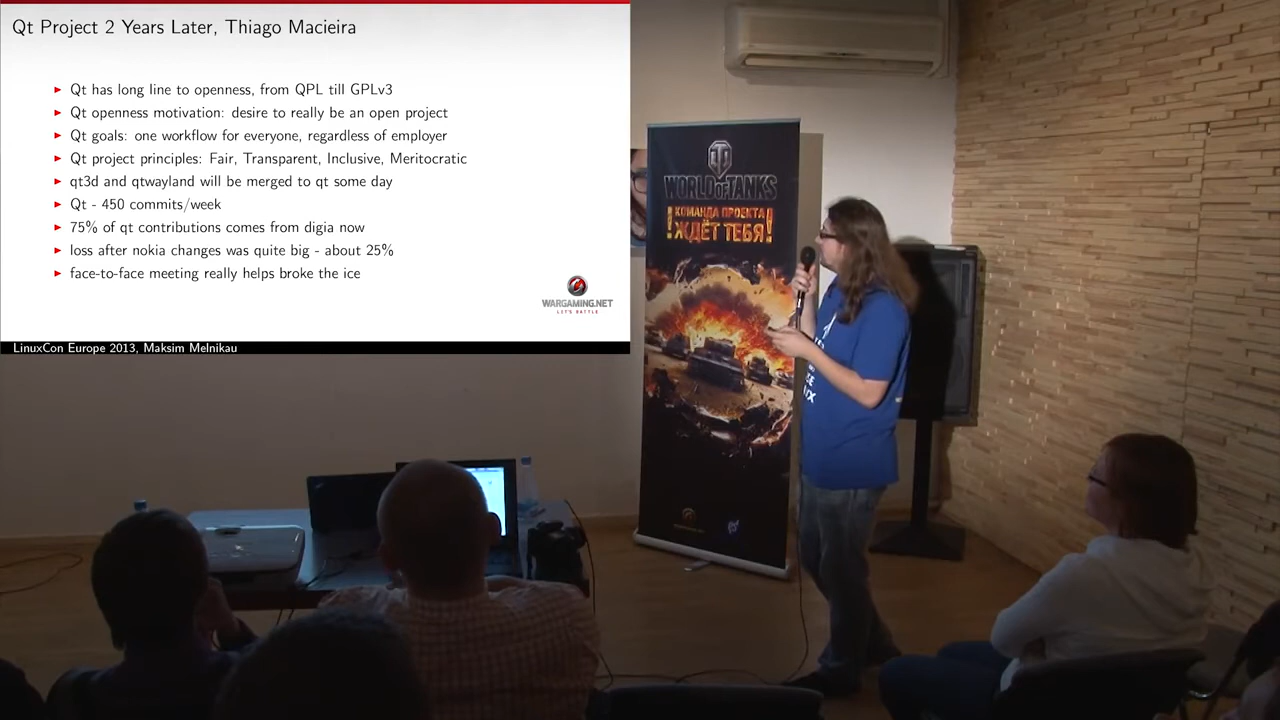 Qt Project 2 Years Later, Thiago Macieira
Qt has long line to openness, from QPL till GPLv3
Qt openness motivation: desire to really be an open project
Qt goals: one workflow for everyone, regardless of employer
Qt project principles: Fair, Transparent, Inclusive, Meritocratic
qt3d and qtwayland will be merged to qt some day
Qt - 450 commits/week
75% of qt contributions comes from digia now
loss after nokia changes was quite big - about 25%
face-to-face meeting really helps broke the ice
WARGAMING.NET
LET'S BATTLE
LinuxCon Europe 2013, Maksim Melnikau
WORLD OF TANKS
КОМАНДА ПРОЕКТА
ЖДЁТ ТЕБЯ!